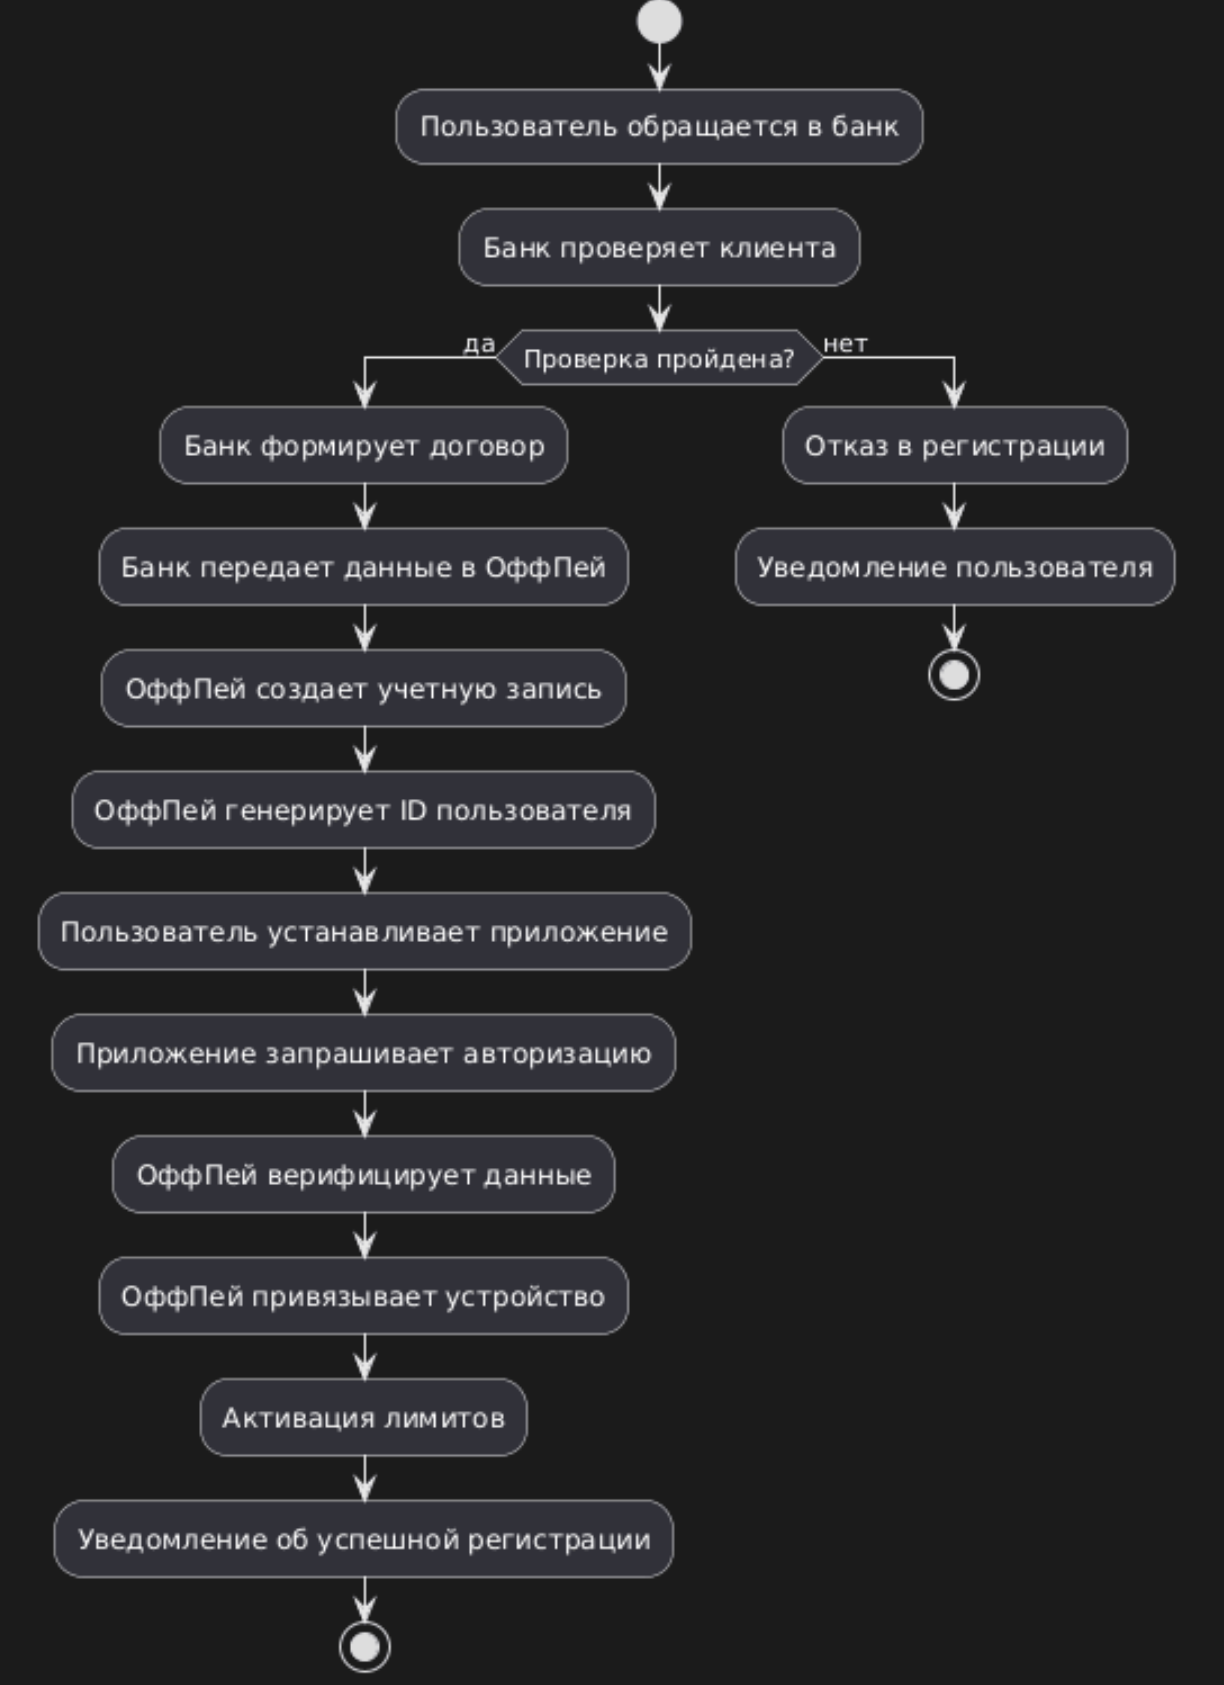 Пользователь обращается в банк
Банк проверяет клиента
да
Проверка пройдена?
нет
Банк формирует договор
Отказ в регистрации
Банк передает данные в ОффПей
Уведомление пользователя
ОффПей создает учетную запись
ОффПей генерирует ID пользователя
Пользователь устанавливает приложение
Приложение запрашивает авторизацию
ОффПей верифицирует данные
ОффПей привязывает устройство
Активация лимитов
Уведомление об успешной регистрации